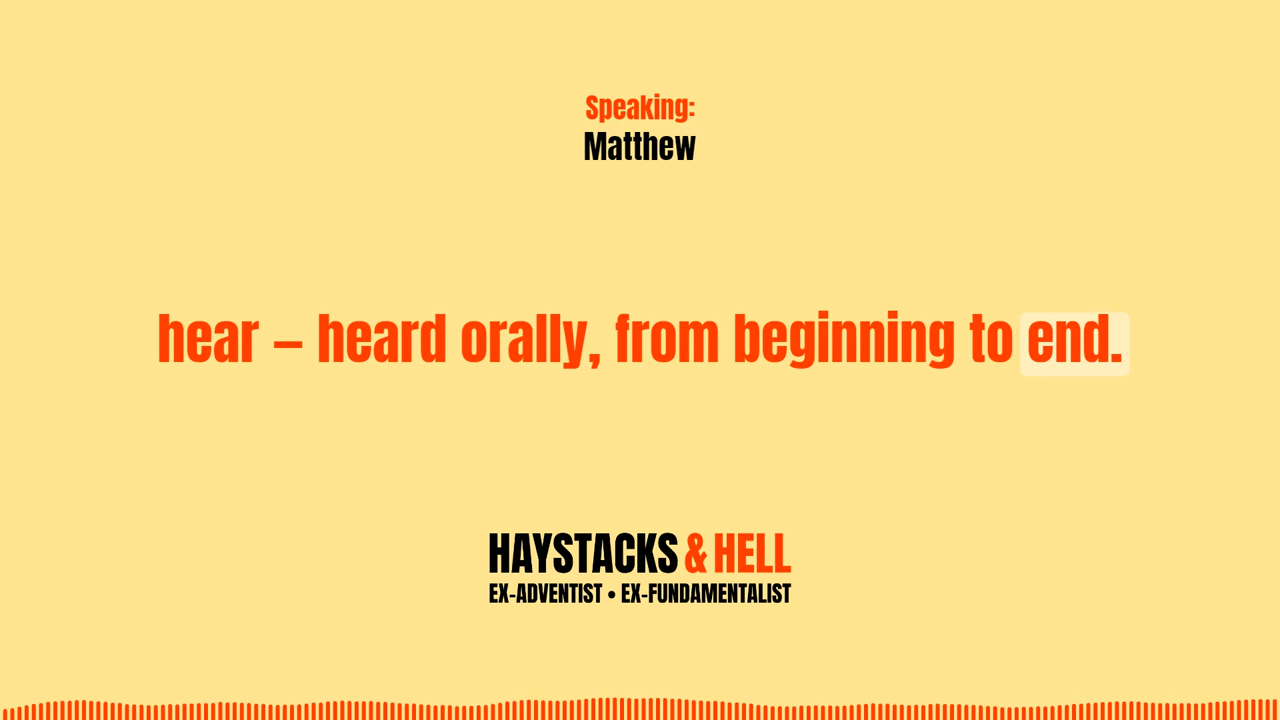 Speaking:
Matthew
hear – heard orally, from beginning to end.
HAYSTACKS & HELL
EX-ADVENTIST • EX-FUNDAMENTALIST